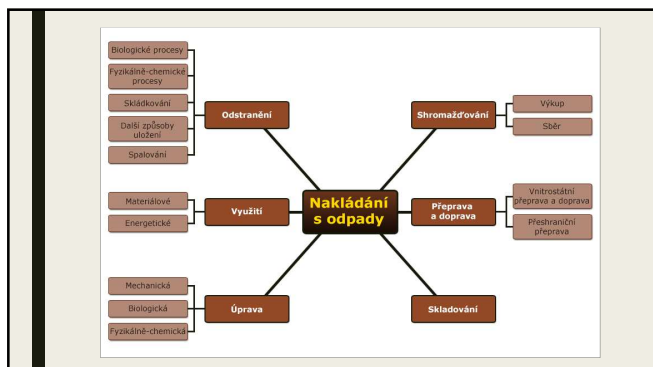 Biologické procesy
Fyzikálně-chemické
procesy
Skládkování
Další způsoby
uložení
Spalování
Odstranění
Materiálové
Energetické
Využití
Mechanická
Biologická
Fyzikálně-chemická
Úprava
Nakládání
s odpady
Shromažďování
Výkup
Sběr
Přeprava
a doprava
Vnitrostátní
přeprava a doprava
Přeshraniční
přeprava
Skladování